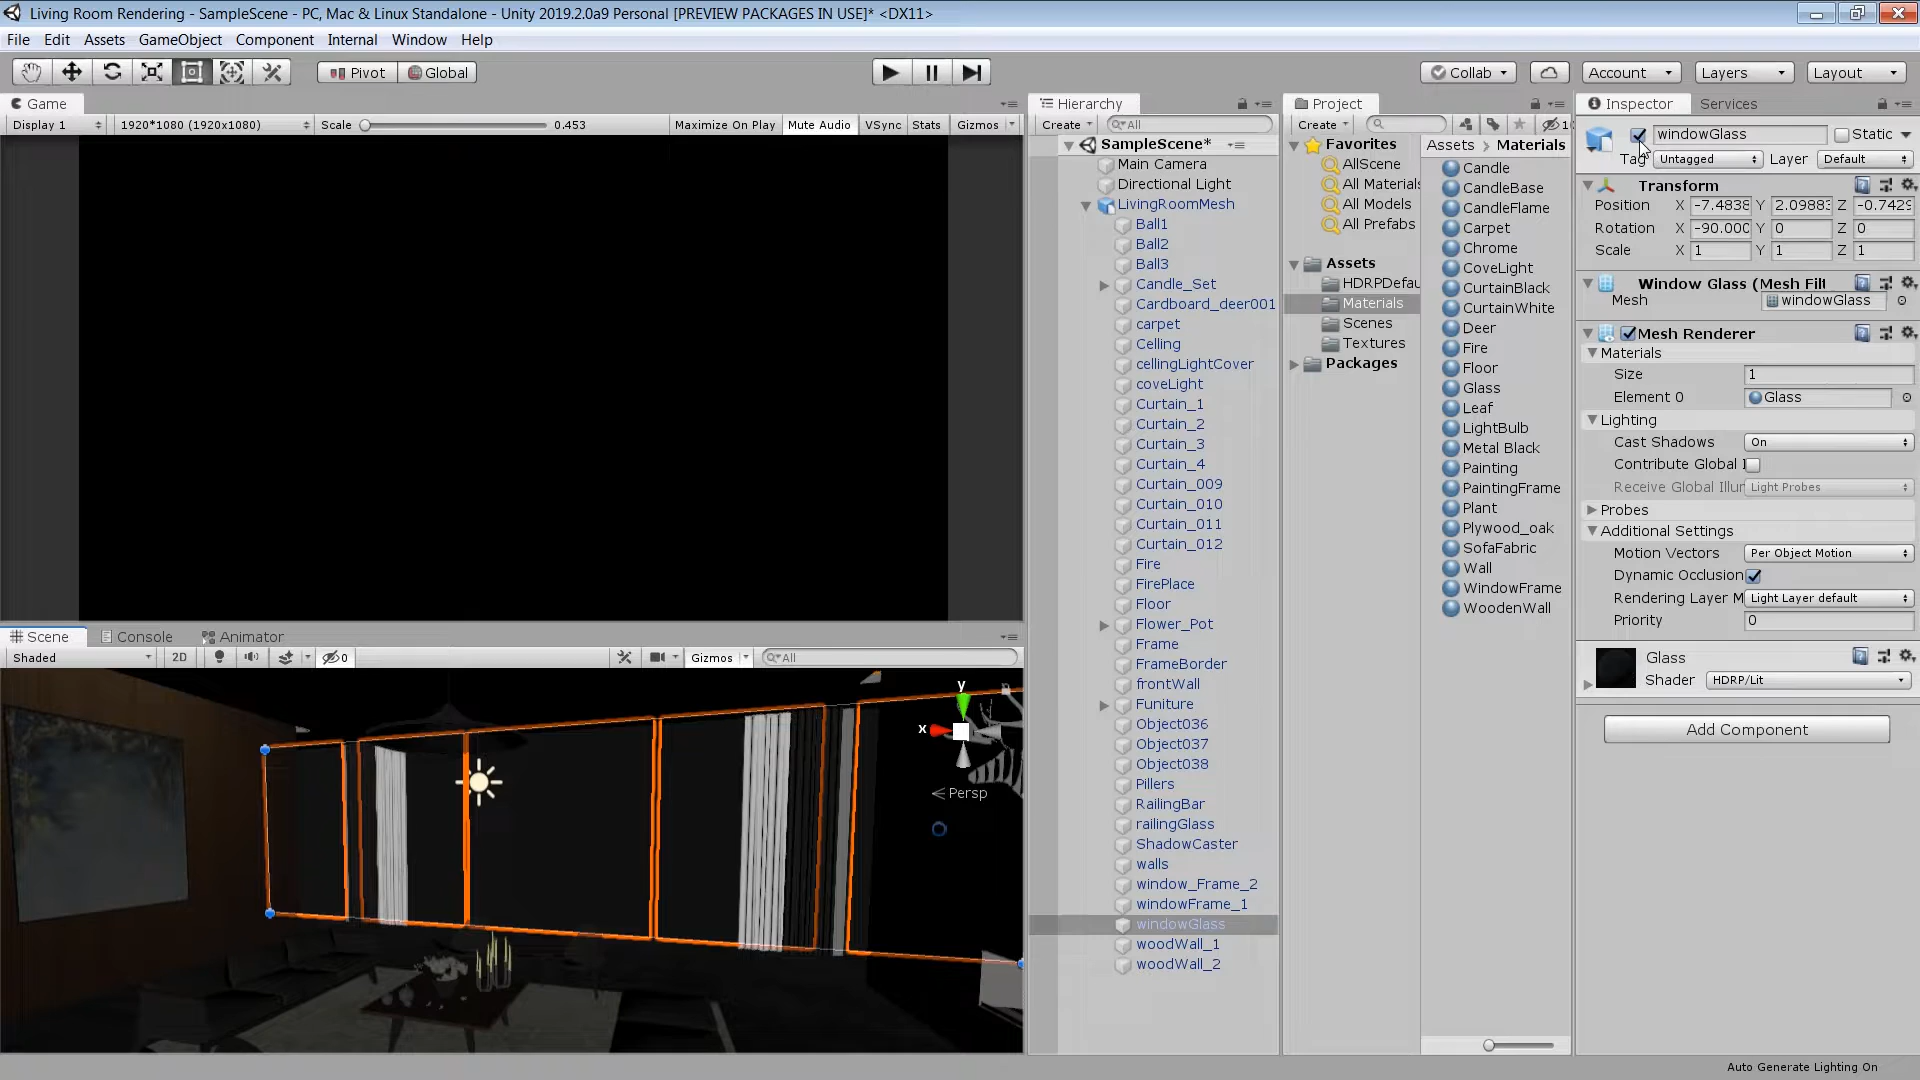 Living Room Rendering - SampleScene - PC, Mac & Linux Standalone - Unity 2019.2.0a9 Personal [PREVIEW PACKAGES IN USE]* <DX11>
File Edit Assets GameObject Component Internal Window Help
Pivot Global Collab Account Layers Layout
Game
Display 1 1920*1080 (1920x1080) Scale 0.453 Maximize On Play Mute Audio VSync Stats Gizmos
Scene Console Animator
Shaded 2D 0 Gizmos All
y
x
Persp
Hierarchy
Create All
SampleScene*
Main Camera
Directional Light
LivingRoomMesh
Ball1
Ball2
Ball3
Candle_Set
Cardboard_deer001
carpet
Celling
cellingLightCover
coveLight
Curtain_1
Curtain_2
Curtain_3
Curtain_4
Curtain_009
Curtain_010
Curtain_011
Curtain_012
Fire
FirePlace
Floor
Flower_Pot
Frame
FrameBorder
frontWall
Funiture
Object036
Object037
Object038
Pillers
RailingBar
railingGlass
ShadowCaster
walls
window_Frame_2
windowFrame_1
windowGlass
woodWall_1
woodWall_2
Project
Create
Favorites
AllScene
All Materials
All Models
All Prefabs
Assets
HDRPDefau
Materials
Scenes
Textures
Packages
Assets > Materials
Candle
CandleBase
CandleFlame
Carpet
Chrome
CoveLight
CurtainBlack
CurtainWhite
Deer
Fire
Floor
Glass
Leaf
LightBulb
Metal Black
Painting
PaintingFrame
Plant
Plywood_oak
SofaFabric
Wall
WindowFrame
WoodenWall
Inspector Services
windowGlass Static
Tag Untagged Layer Default
Transform
Position X -7.4838 Y 2.0988 Z -0.7429
Rotation X -90.000 Y 0 Z 0
Scale X 1 Y 1 Z 1
Window Glass (Mesh Filt
Mesh windowGlass
Mesh Renderer
Materials
Size 1
Element 0 Glass
Lighting
Cast Shadows On
Contribute Global I
Receive Global Illur Light Probes
Probes
Additional Settings
Motion Vectors Per Object Motion
Dynamic Occlusion
Rendering Layer M Light Layer default
Priority 0
Glass
Shader HDRP/Lit
Add Component
Auto Generate Lighting On